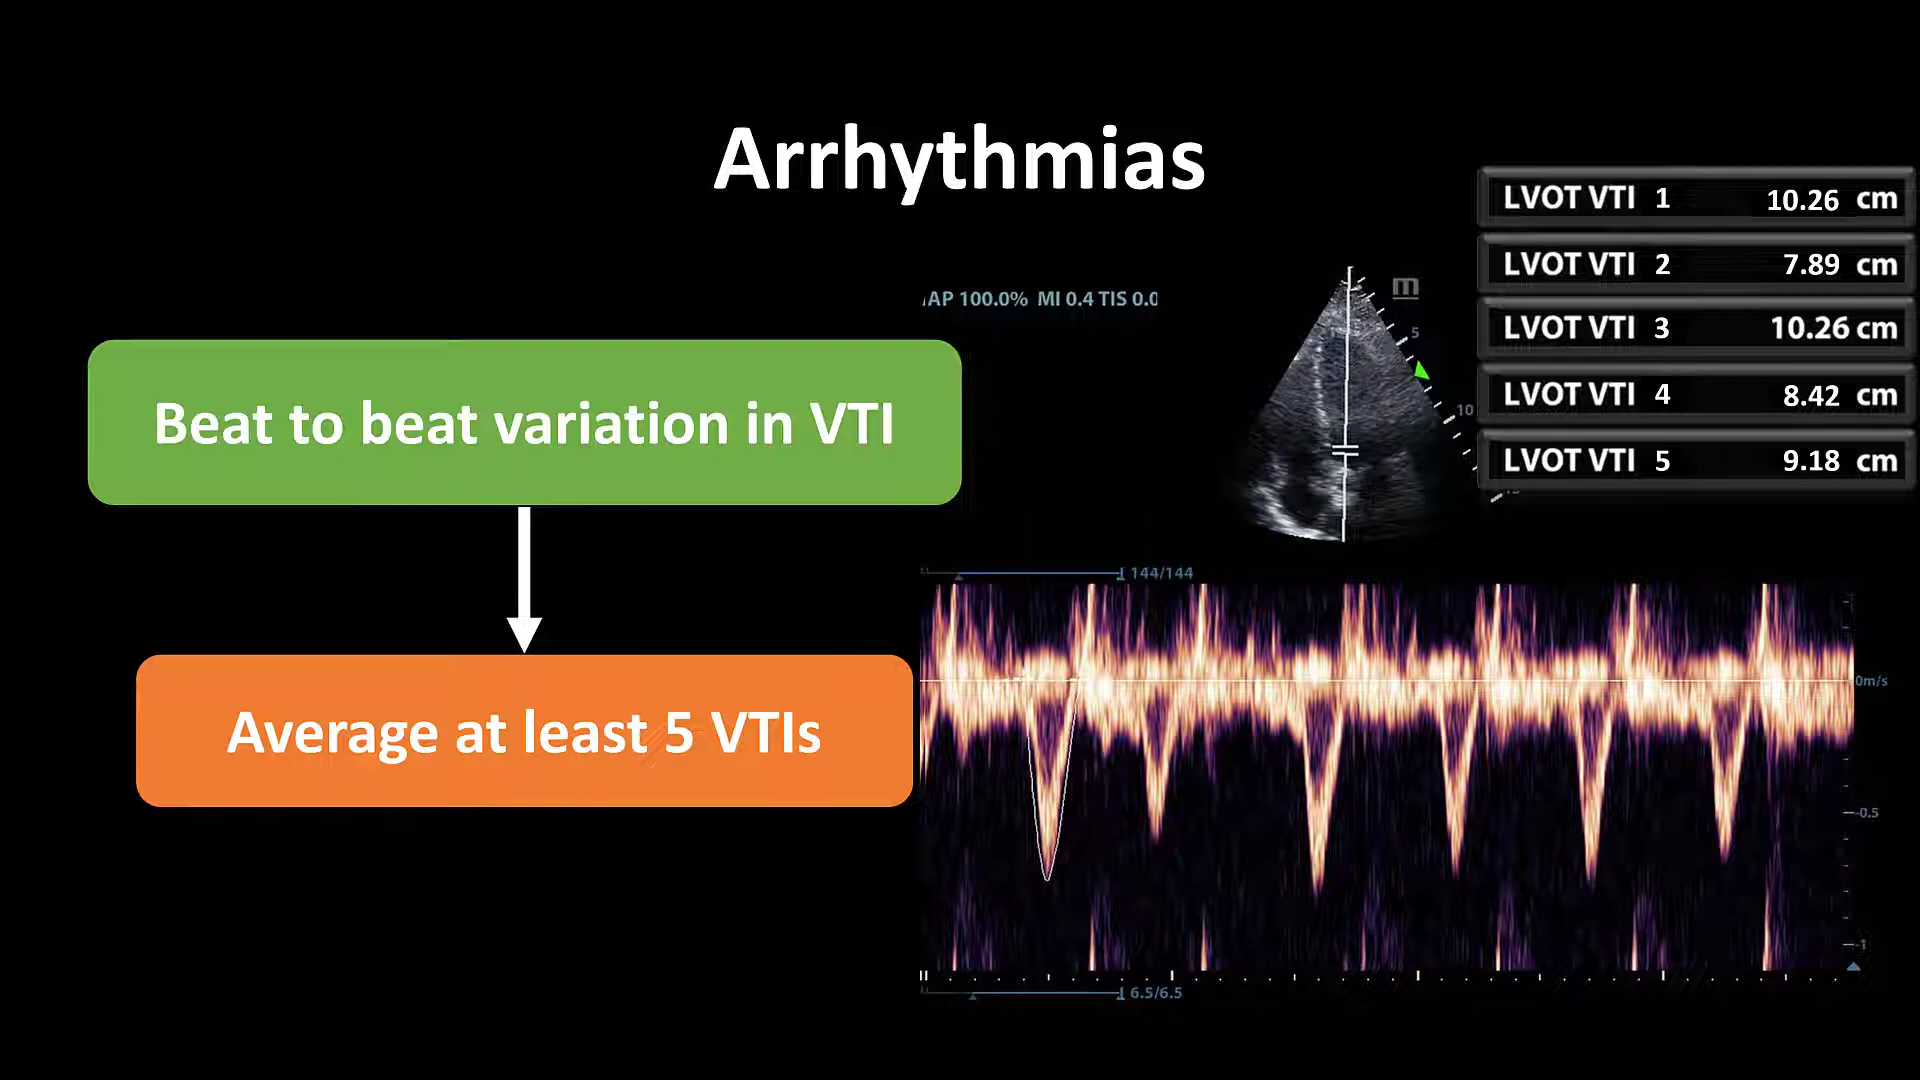 Arrhythmias
LVOT VTI 1 10.26 cm
LVOT VTI 2 7.89 cm
LVOT VTI 3 10.26 cm
LVOT VTI 4 8.42 cm
LVOT VTI 5 9.18 cm
AP 100.0% MI 0.4 TIS 0.0
m
5
10
Beat to beat variation in VTI
Average at least 5 VTIs
144/144
0m/s
-0.5
-1
6.5/6.5